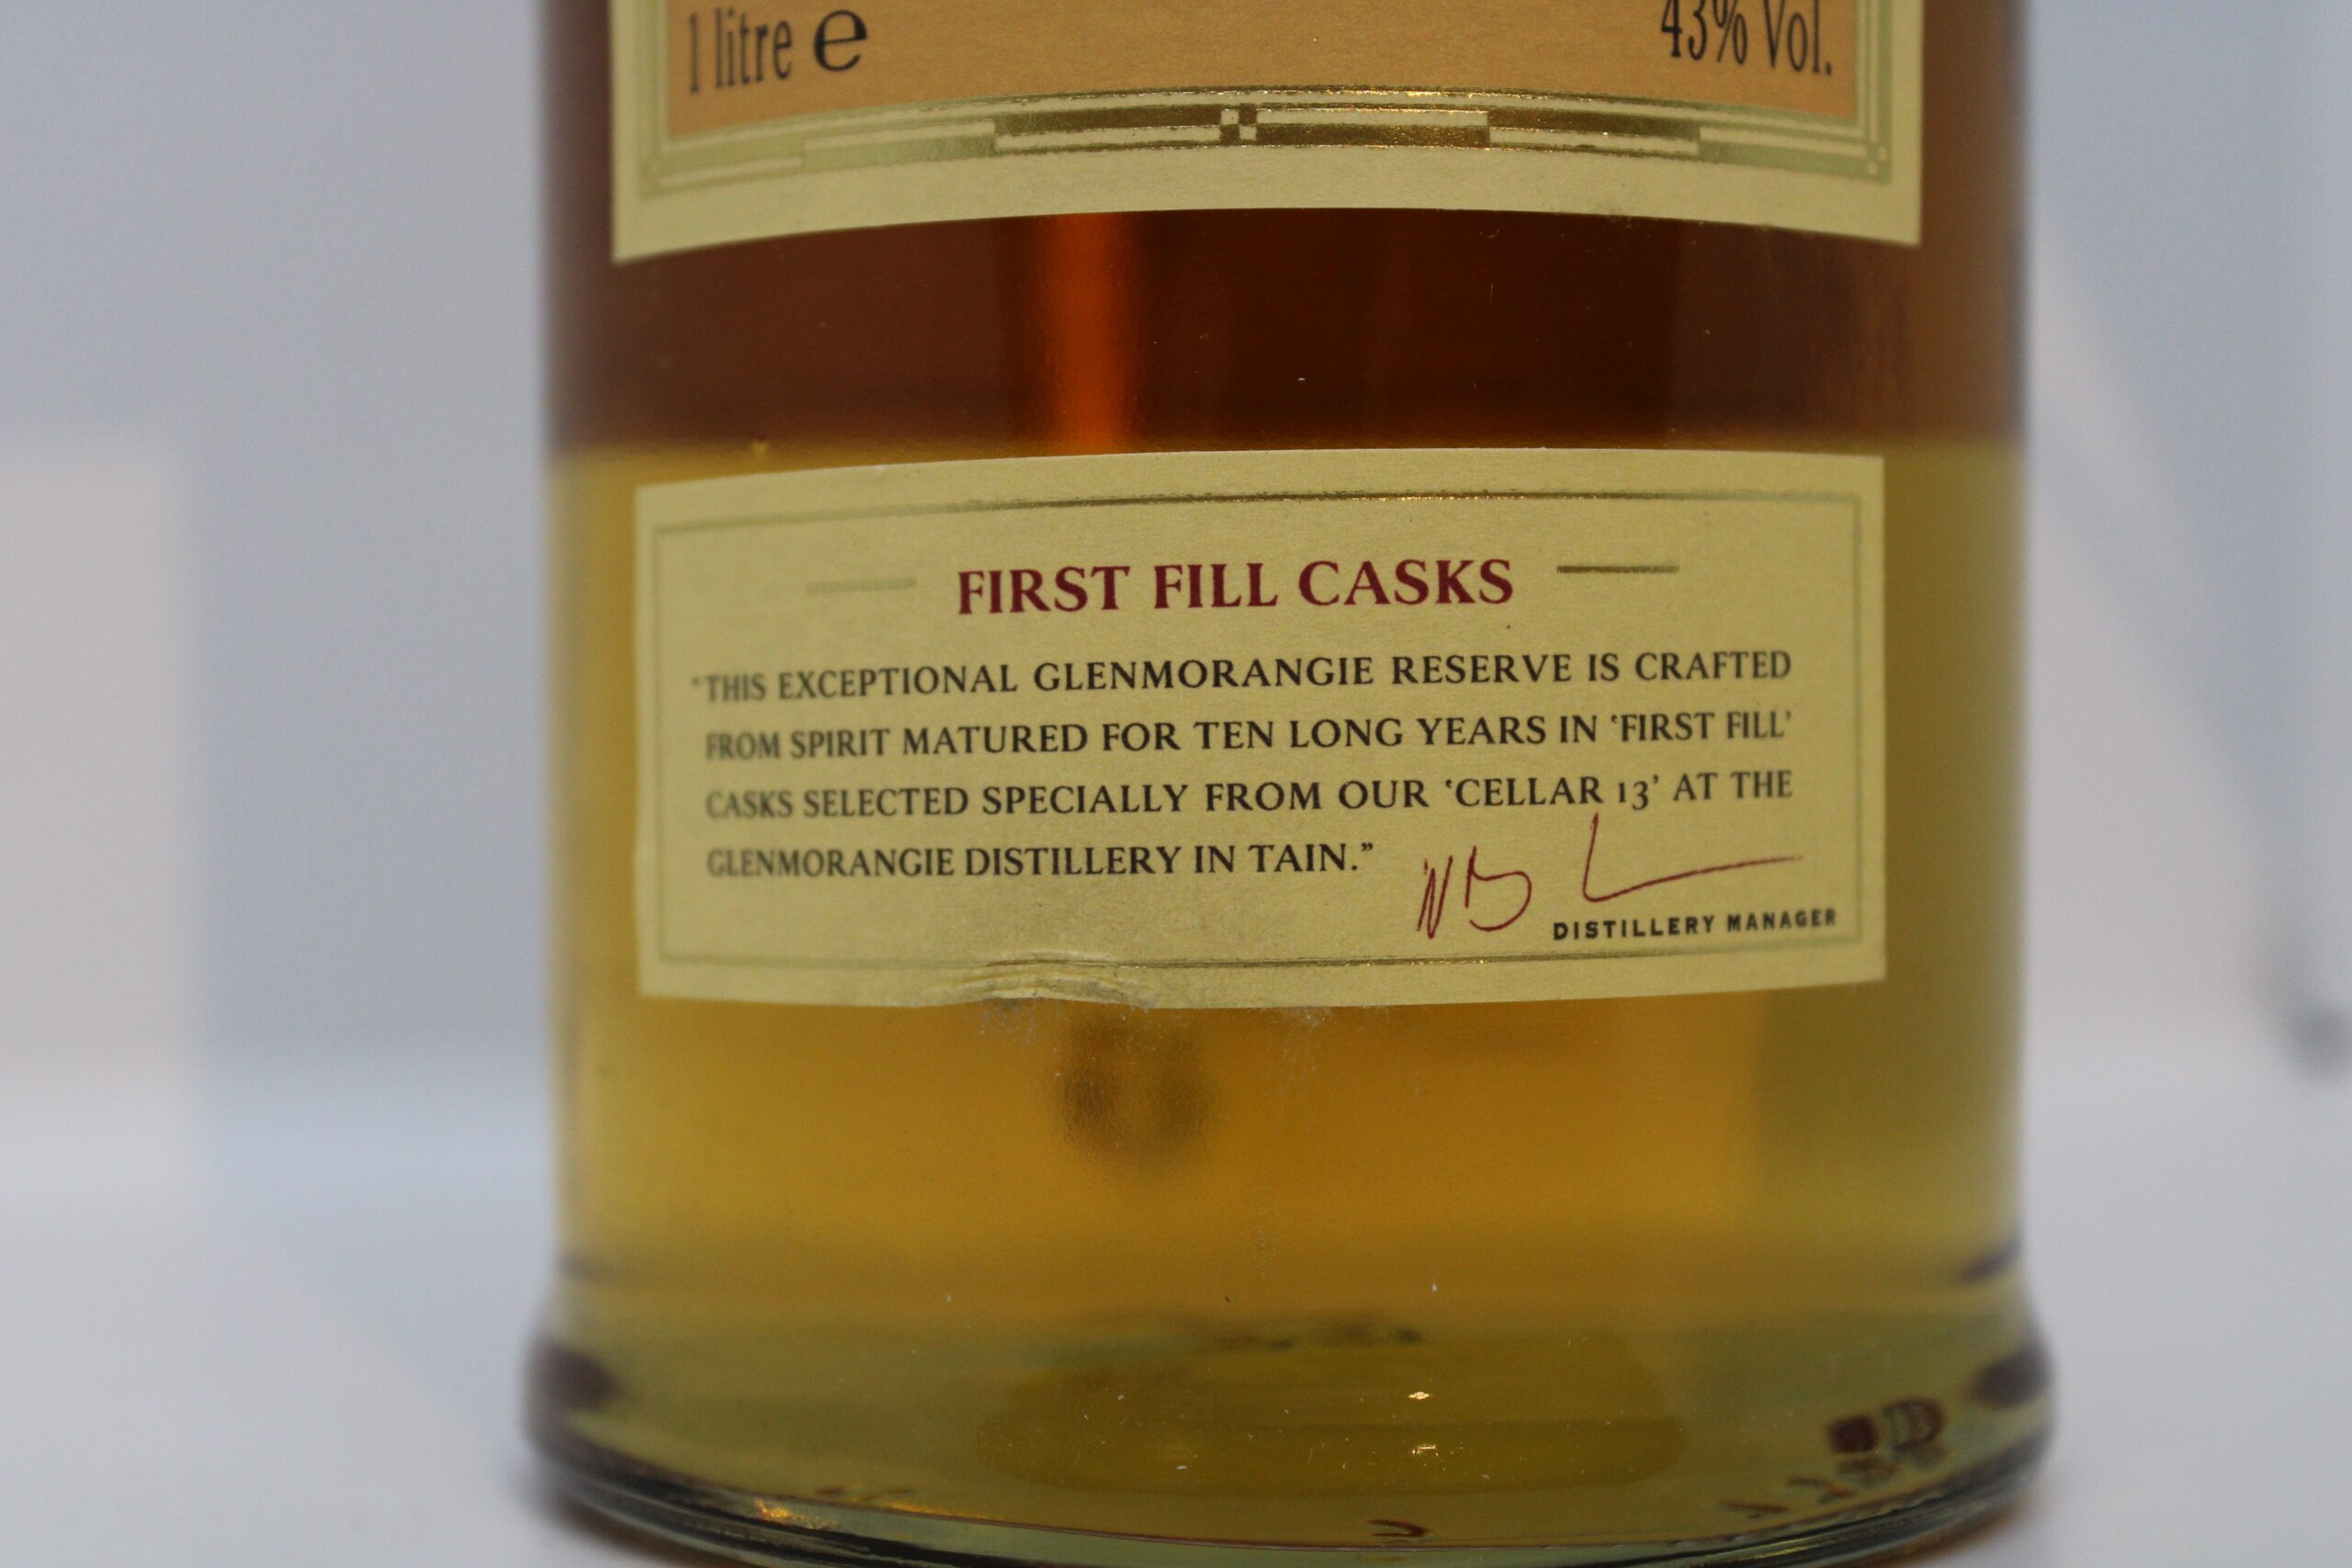 1 litre e 43% Vol.
FIRST FILL CASKS
"THIS EXCEPTIONAL GLENMORANGIE RESERVE IS CRAFTED
FROM SPIRIT MATURED FOR TEN LONG YEARS IN ‘FIRST FILL’
CASKS SELECTED SPECIALLY FROM OUR ‘CELLAR 13’ AT THE
GLENMORANGIE DISTILLERY IN TAIN.”
DISTILLERY MANAGER